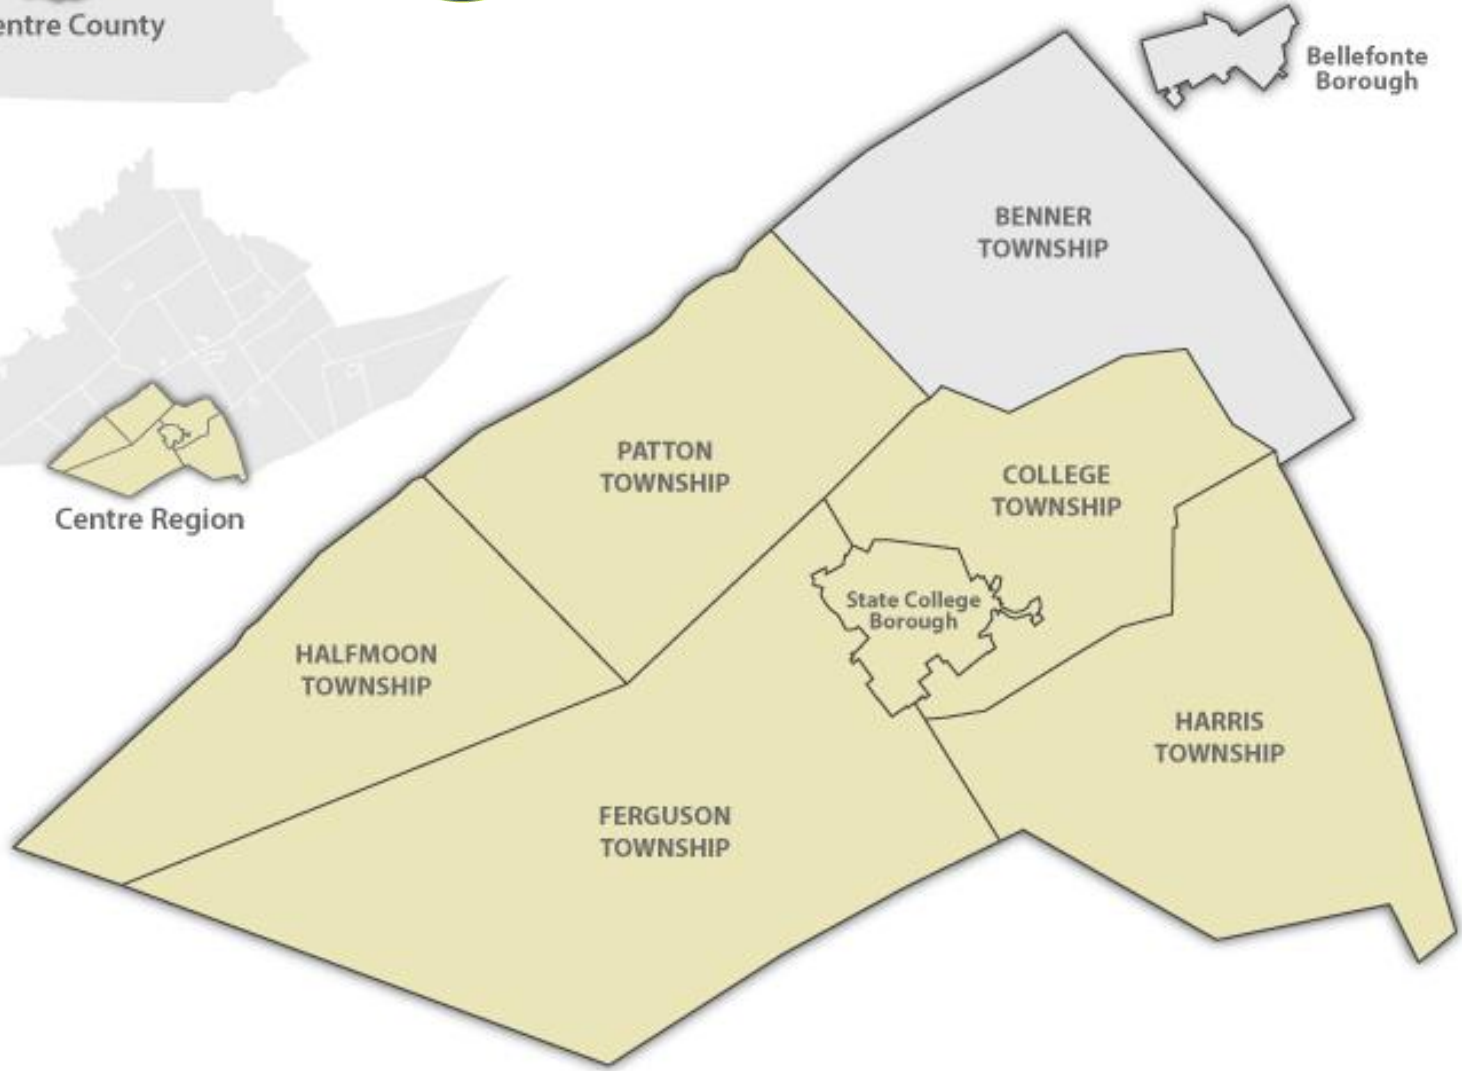 entre County
Bellefonte
Borough
BENNER
TOWNSHIP
PATTON
TOWNSHIP
COLLEGE
TOWNSHIP
Centre Region
State College
Borough
HALFMOON
TOWNSHIP
HARRIS
TOWNSHIP
FERGUSON
TOWNSHIP